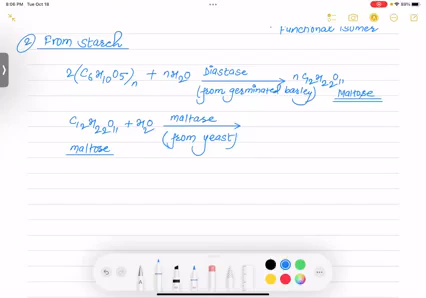 8:06 PM Tue Oct 18
Functional isomer
② From starch
2(C6H10O5)n + nH2O Diastase (from germinated barley) → n C12H22O11 Maltose
C12H22O11 + H2O maltase (from yeast) →
maltose